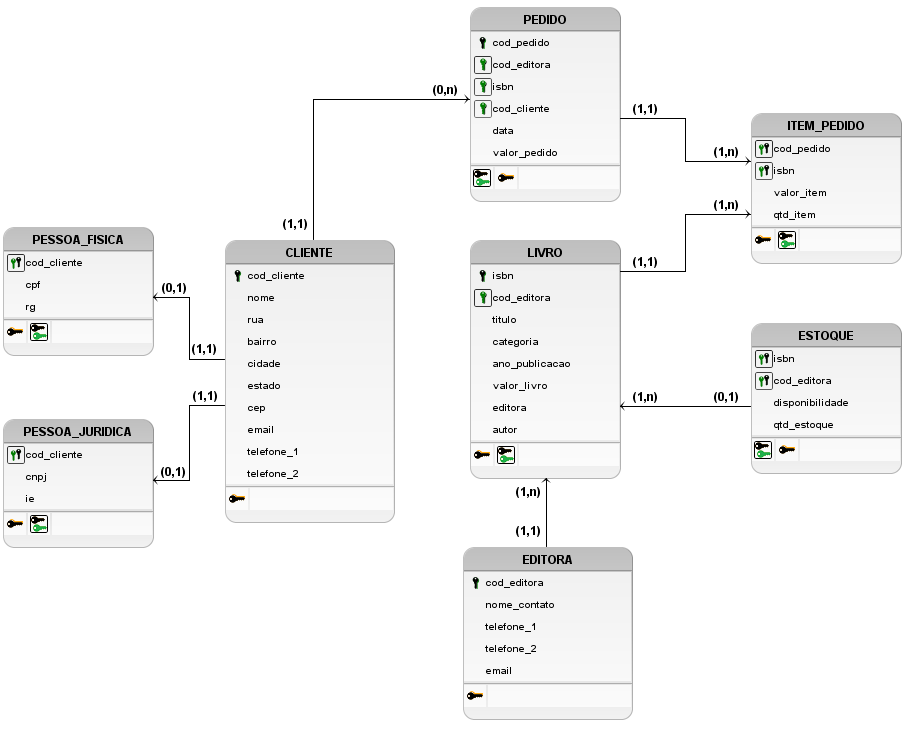 PEDIDO
cod_pedido
cod_editora
isbn
cod_cliente
data
valor_pedido
(0,n)
(1,1)
(1,1)
(1,n)
ITEM_PEDIDO
cod_pedido
isbn
valor_item
qtd_item
(1,n)
(1,1)
PESSOA_FISICA
cod_cliente
cpf
rg
(0,1)
(1,1)
CLIENTE
cod_cliente
nome
rua
bairro
cidade
estado
cep
email
telefone_1
telefone_2
LIVRO
isbn
cod_editora
titulo
categoria
ano_publicacao
valor_livro
editora
autor
ESTOQUE
isbn
cod_editora
disponibilidade
qtd_estoque
(1,n)
(0,1)
PESSOA_JURIDICA
cod_cliente
cnpj
ie
(1,1)
(0,1)
(1,n)
(1,1)
EDITORA
cod_editora
nome_contato
telefone_1
telefone_2
email